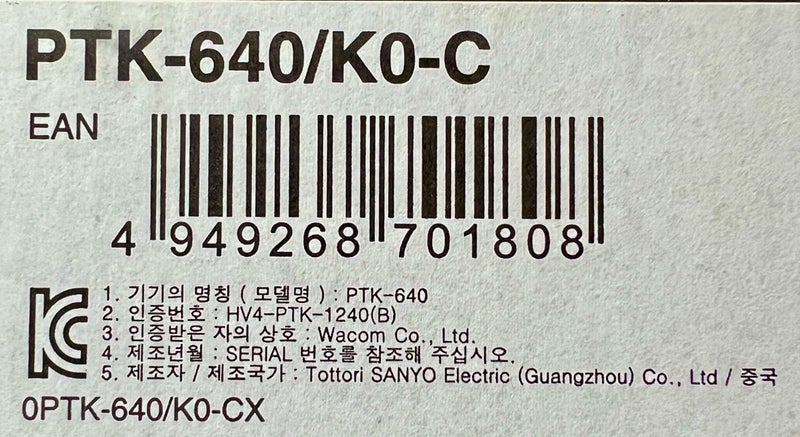 PTK-640/K0-C
EAN
4 949268 701808
1. 기기의 명칭 ( 모델명 ) : PTK-640
2. 인증번호 : HV4-PTK-1240(B)
3. 인증받은 자의 상호 : Wacom Co., Ltd.
4. 제조년월 : SERIAL 번호를 참조해 주십시오.
5. 제조자 / 제조국가 : Tottori SANYO Electric (Guangzhou) Co., Ltd / 중국
0PTK-640/K0-CX